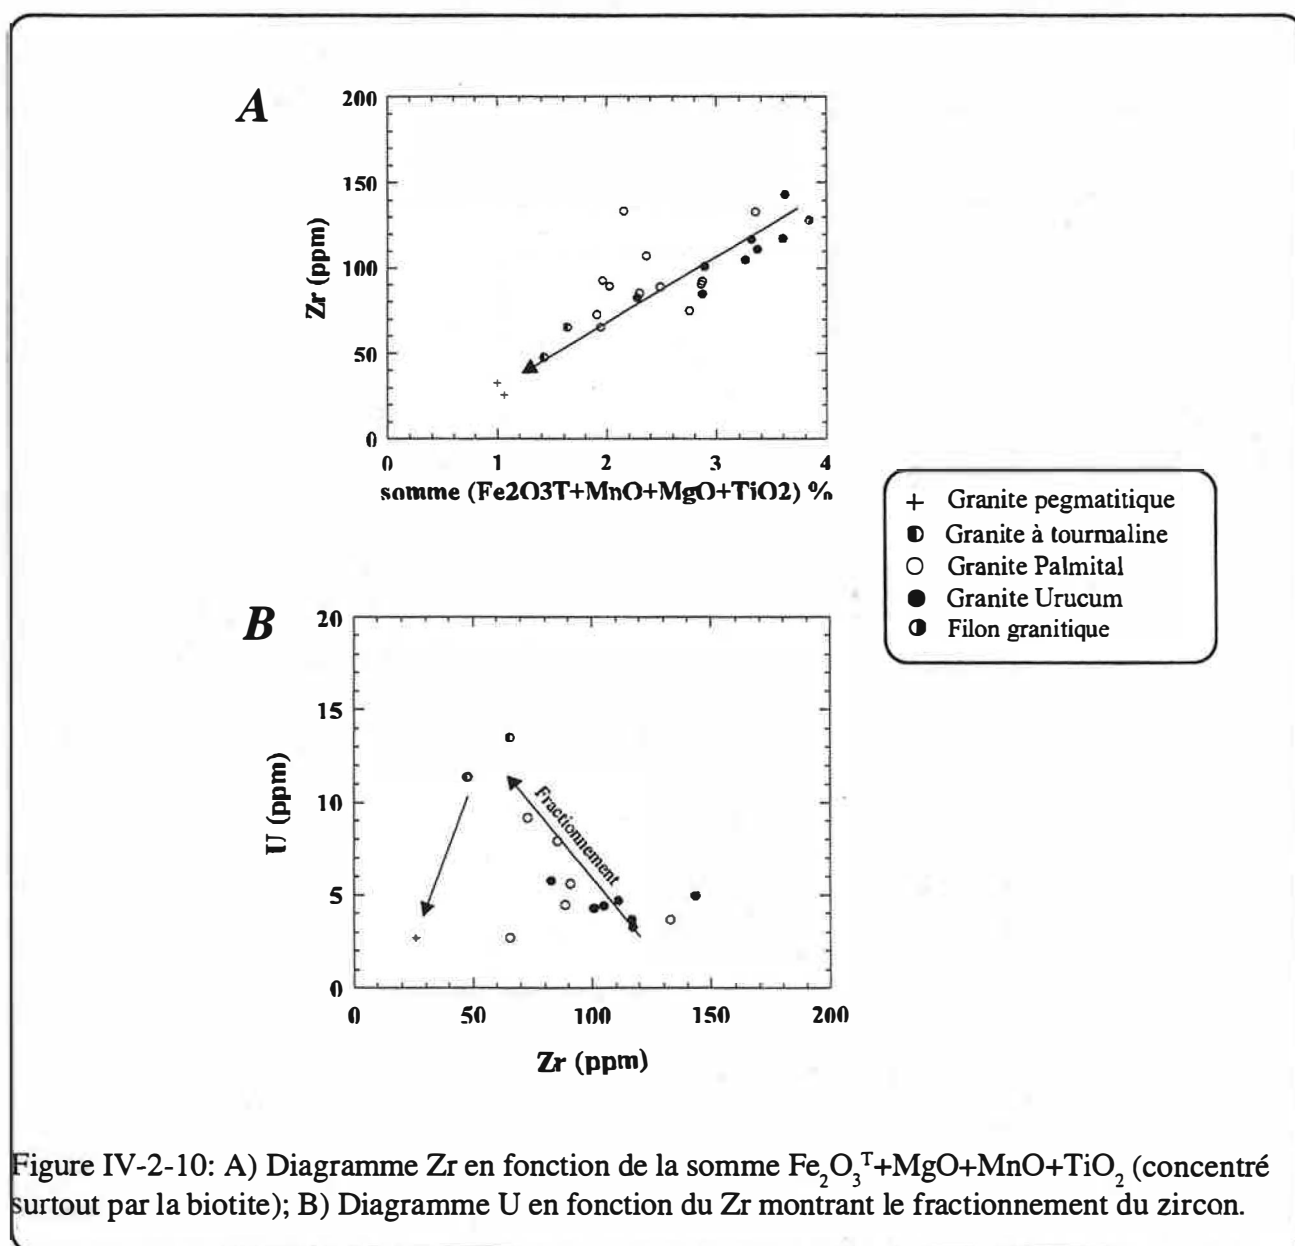 A
Zr (ppm)
200
150
100
50
0
0 1 2 3 4
somme (Fe2O3T+MnO+MgO+TiO2) %
+ Granite pegmatitique
Granite à tourmaline
Granite Palmital
Granite Urucum
Filon granitique
B
U (ppm)
20
15
10
5
0
Fractionnement
0 50 100 150 200
Zr (ppm)
Figure IV-2-10: A) Diagramme Zr en fonction de la somme Fe₂O₃ᵀ+MgO+MnO+TiO₂ (concentré
surtout par la biotite); B) Diagramme U en fonction du Zr montrant le fractionnement du zircon.